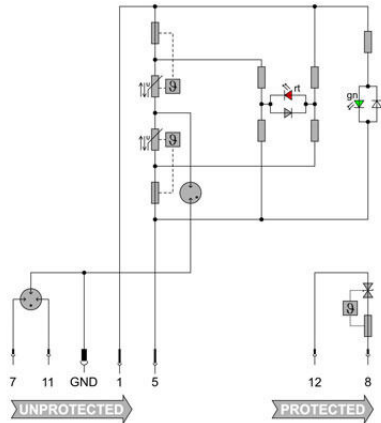 U
ϑ
rt
gn
U
ϑ
ϑ
7 11 GND 1 5 12 8
UNPROTECTED PROTECTED